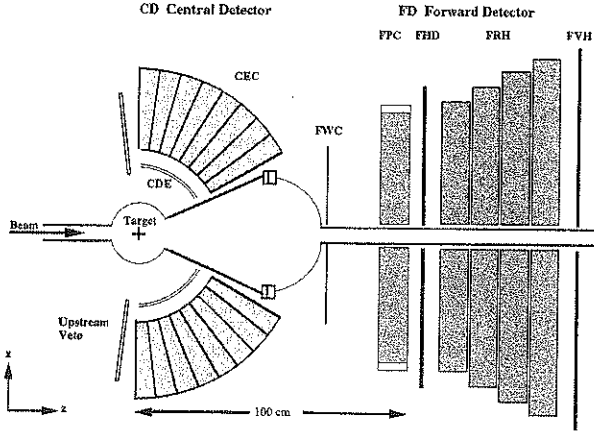 CD Central Detector
FD Forward Detector
FPC FHD FRH FVH
CEC
FWC
CDE
Target
Beam
Upstream
Veto
x
z
100 cm